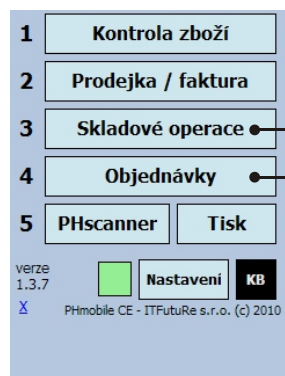 1 Kontrola zboží
2 Prodejka / faktura
3 Skladové operace
4 Objednávky
5 PHscanner Tisk
verze
1.3.7
Nastavení KB
X PHmobile CE - ITFutuRe s.r.o. (c) 2010